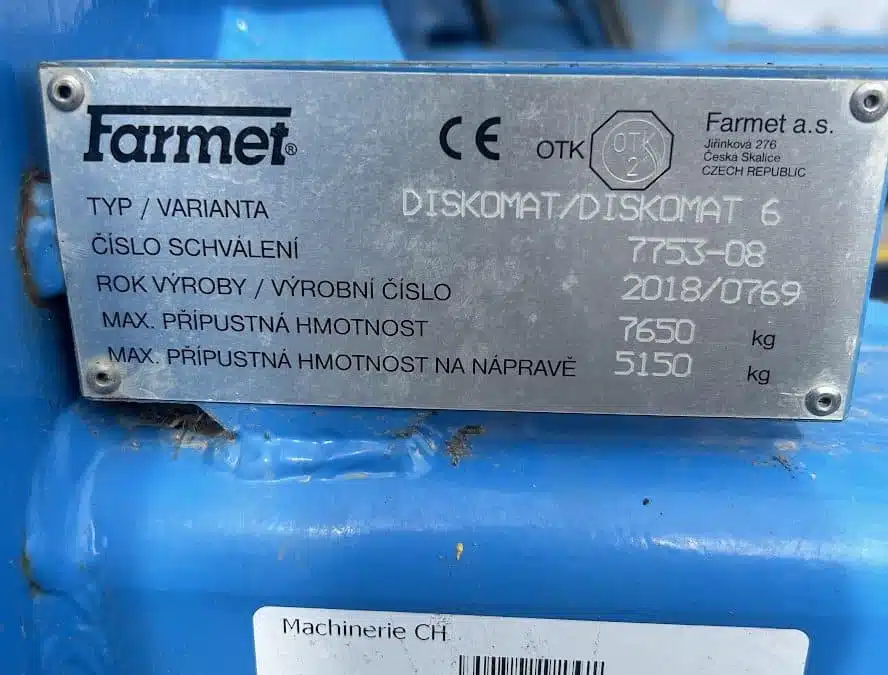 Farmet®
CE
OTK
OTK
2
Farmet a.s.
Jiřinková 276
Česká Skalice
CZECH REPUBLIC
TYP / VARIANTA DISKOMAT/DISKOMAT 6
ČÍSLO SCHVÁLENÍ 7753-08
ROK VÝROBY / VÝROBNÍ ČÍSLO 2018/0769
MAX. PŘÍPUSTNÁ HMOTNOST 7650 kg
MAX. PŘÍPUSTNÁ HMOTNOST NA NÁPRAVĚ 5150 kg
Machinerie CH